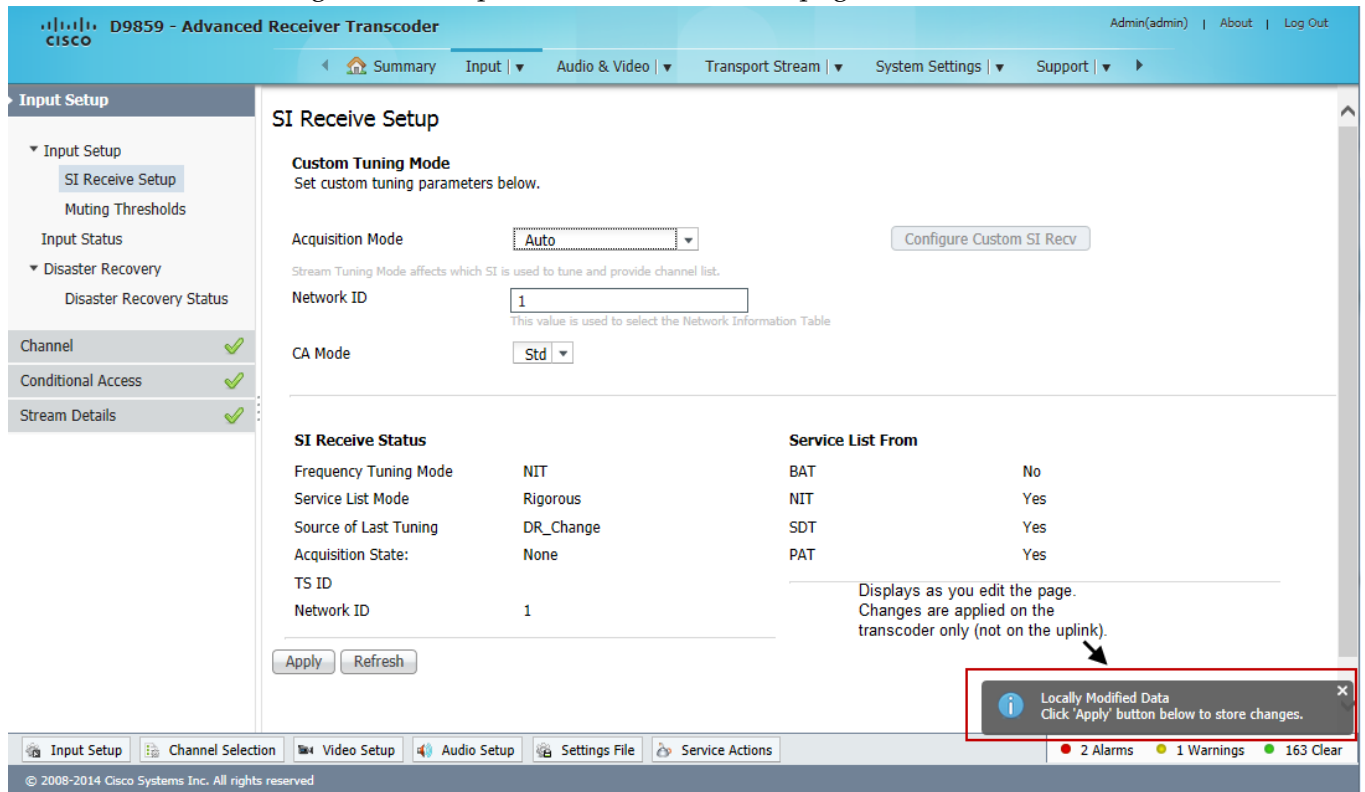 CISCO D9859 - Advanced Receiver Transcoder
Admin(admin) | About | Log Out
Summary Input | Audio & Video | Transport Stream | System Settings | Support |
Input Setup
Input Setup
SI Receive Setup
Muting Thresholds
Input Status
Disaster Recovery
Disaster Recovery Status
Channel
Conditional Access
Stream Details
SI Receive Setup
Custom Tuning Mode
Set custom tuning parameters below.
Acquisition Mode Auto Configure Custom SI Recv
Stream Tuning Mode affects which SI is used to tune and provide channel list.
Network ID 1
This value is used to select the Network Information Table
CA Mode Std
SI Receive Status Service List From
Frequency Tuning Mode NIT BAT No
Service List Mode Rigorous NIT Yes
Source of Last Tuning DR_Change SDT Yes
Acquisition State: None PAT Yes
TS ID
Network ID 1
Displays as you edit the page.
Changes are applied on the
transcoder only (not on the uplink).
Apply Refresh
Locally Modified Data
Click 'Apply' button below to store changes.
Input Setup Channel Selection Video Setup Audio Setup Settings File Service Actions 2 Alarms 1 Warnings 163 Clear
© 2008-2014 Cisco Systems Inc. All rights reserved